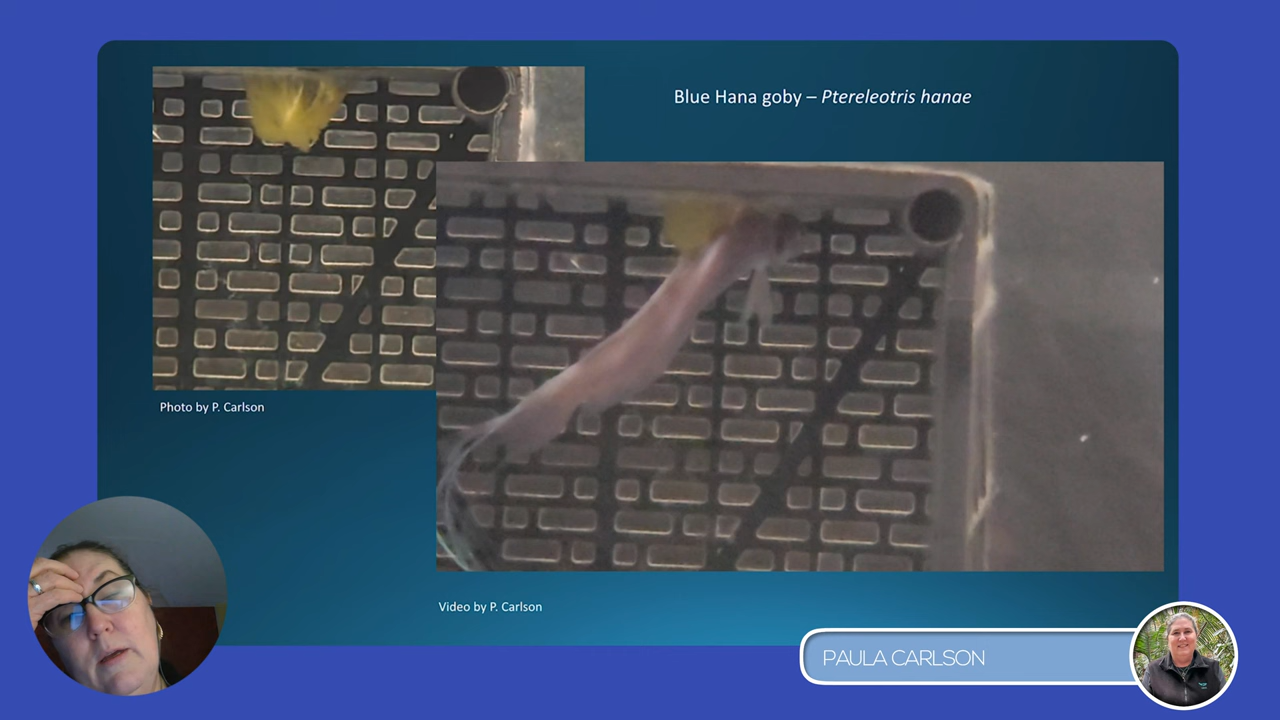 Blue Hana goby – Ptereleotris hanae
Photo by P. Carlson
Video by P. Carlson
PAULA CARLSON